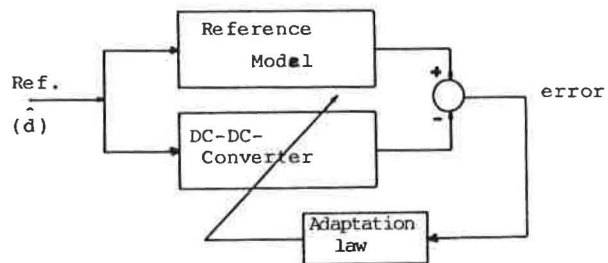 Reference
Model
+
Ref.
^
(d)
-
error
DC-DC-
Converter
Adaptation
law